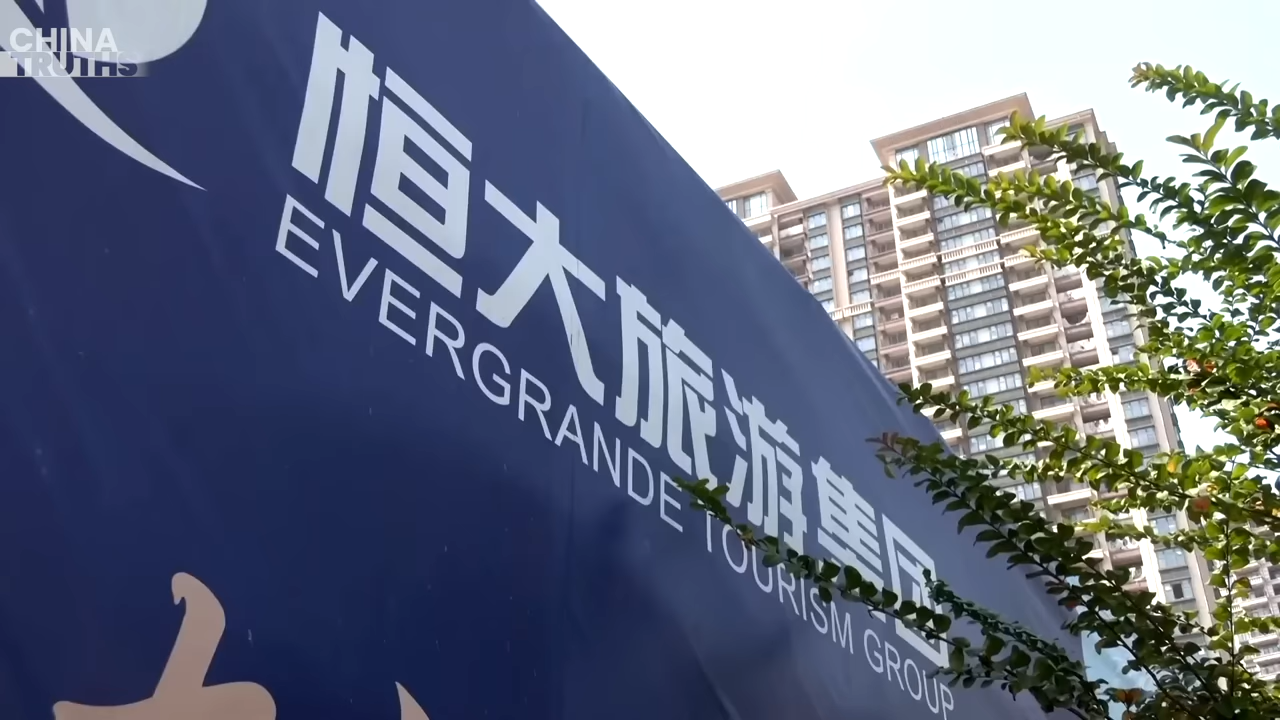 CHINA
TRUTHS
恒大旅游集团
EVERGRANDE TOURISM GROUP